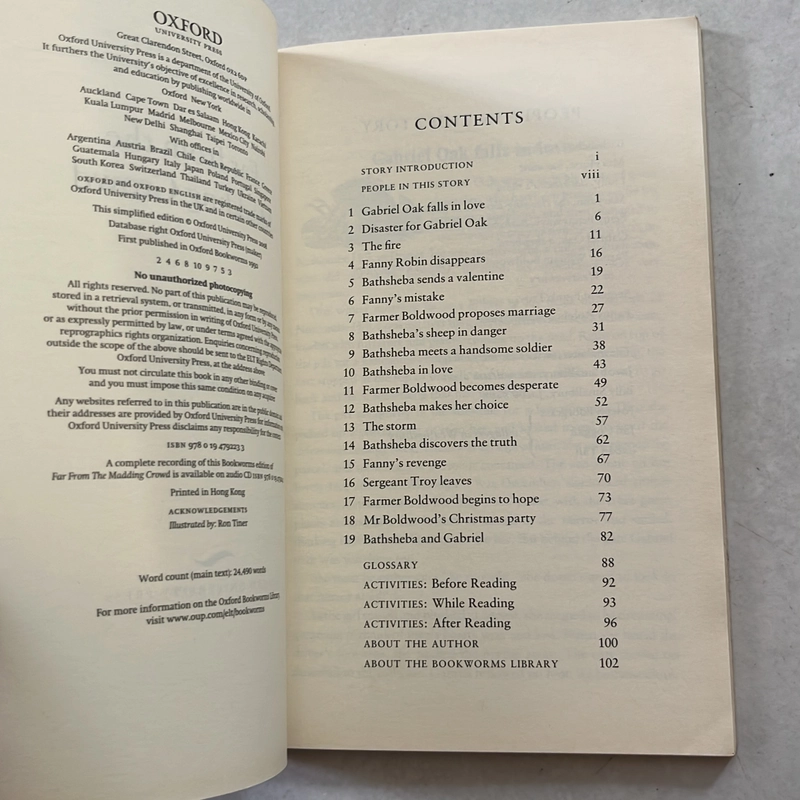 OXFORD
UNIVERSITY PRESS
Great Clarendon Street, Oxford OX2 6DP
Oxford University Press is a department of the University of Oxford.
It furthers the University's objective of excellence in research, scholarship,
and education by publishing worldwide in
Oxford New York
Auckland Cape Town Dar es Salaam Hong Kong Karachi
Kuala Lumpur Madrid Melbourne Mexico City Nairobi
New Delhi Shanghai Taipei Toronto
With offices in
Argentina Austria Brazil Chile Czech Republic France Greece
Guatemala Hungary Italy Japan Poland Portugal Singapore
South Korea Switzerland Thailand Turkey Ukraine Vietnam
OXFORD and OXFORD ENGLISH are registered trade marks of
Oxford University Press in the UK and in certain other countries
This simplified edition © Oxford University Press 2008
Database right Oxford University Press (maker)
First published in Oxford Bookworms 1992
2 4 6 8 10 9 7 5 3
No unauthorized photocopying
All rights reserved. No part of this publication may be reproduced,
stored in a retrieval system, or transmitted, in any form or by any means,
without the prior permission in writing of Oxford University Press,
or as expressly permitted by law, or under terms agreed with the appropriate
reprographics rights organization. Enquiries concerning reproduction
outside the scope of the above should be sent to the ELT Rights Department,
Oxford University Press, at the address above
You must not circulate this book in any other binding or cover
and you must impose this same condition on any acquirer
Any websites referred to in this publication are in the public domain and
their addresses are provided by Oxford University Press for information only.
Oxford University Press disclaims any responsibility for the content
ISBN 978 0 19 479223 3
A complete recording of this Bookworms edition of
Far From The Madding Crowd is available on audio CD ISBN 978 0 19
Printed in Hong Kong
ACKNOWLEDGEMENTS
Illustrated by: Ron Tiner
Word count (main text): 24,490 words
For more information on the Oxford Bookworms Library,
visit www.oup.com/elt/bookworms
CONTENTS
STORY INTRODUCTION i
PEOPLE IN THIS STORY viii
1 Gabriel Oak falls in love 1
2 Disaster for Gabriel Oak 6
3 The fire 11
4 Fanny Robin disappears 16
5 Bathsheba sends a valentine 19
6 Fanny's mistake 22
7 Farmer Boldwood proposes marriage 27
8 Bathsheba's sheep in danger 31
9 Bathsheba meets a handsome soldier 38
10 Bathsheba in love 43
11 Farmer Boldwood becomes desperate 49
12 Bathsheba makes her choice 52
13 The storm 57
14 Bathsheba discovers the truth 62
15 Fanny's revenge 67
16 Sergeant Troy leaves 70
17 Farmer Boldwood begins to hope 73
18 Mr Boldwood's Christmas party 77
19 Bathsheba and Gabriel 82
GLOSSARY 88
ACTIVITIES: Before Reading 92
ACTIVITIES: While Reading 93
ACTIVITIES: After Reading 96
ABOUT THE AUTHOR 100
ABOUT THE BOOKWORMS LIBRARY 102